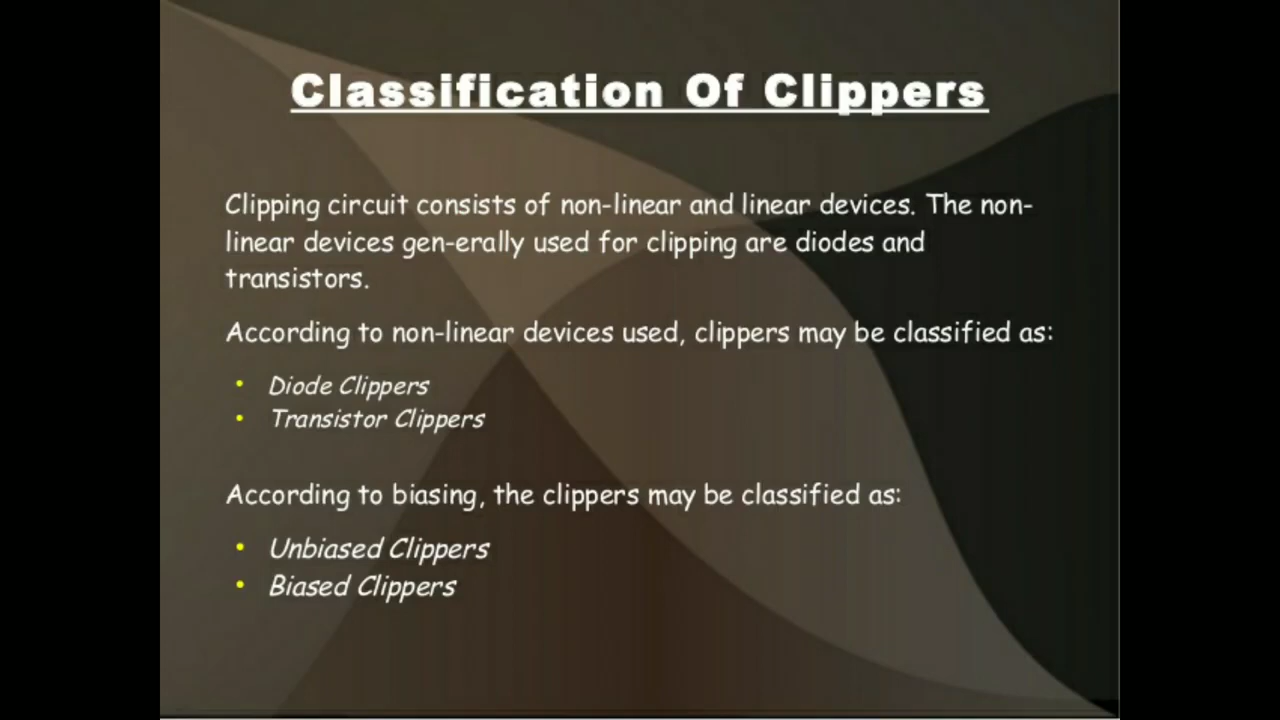 Classification Of Clippers
Clipping circuit consists of non-linear and linear devices. The non-
linear devices gen-erally used for clipping are diodes and
transistors.
According to non-linear devices used, clippers may be classified as:
• Diode Clippers
• Transistor Clippers
According to biasing, the clippers may be classified as:
• Unbiased Clippers
• Biased Clippers